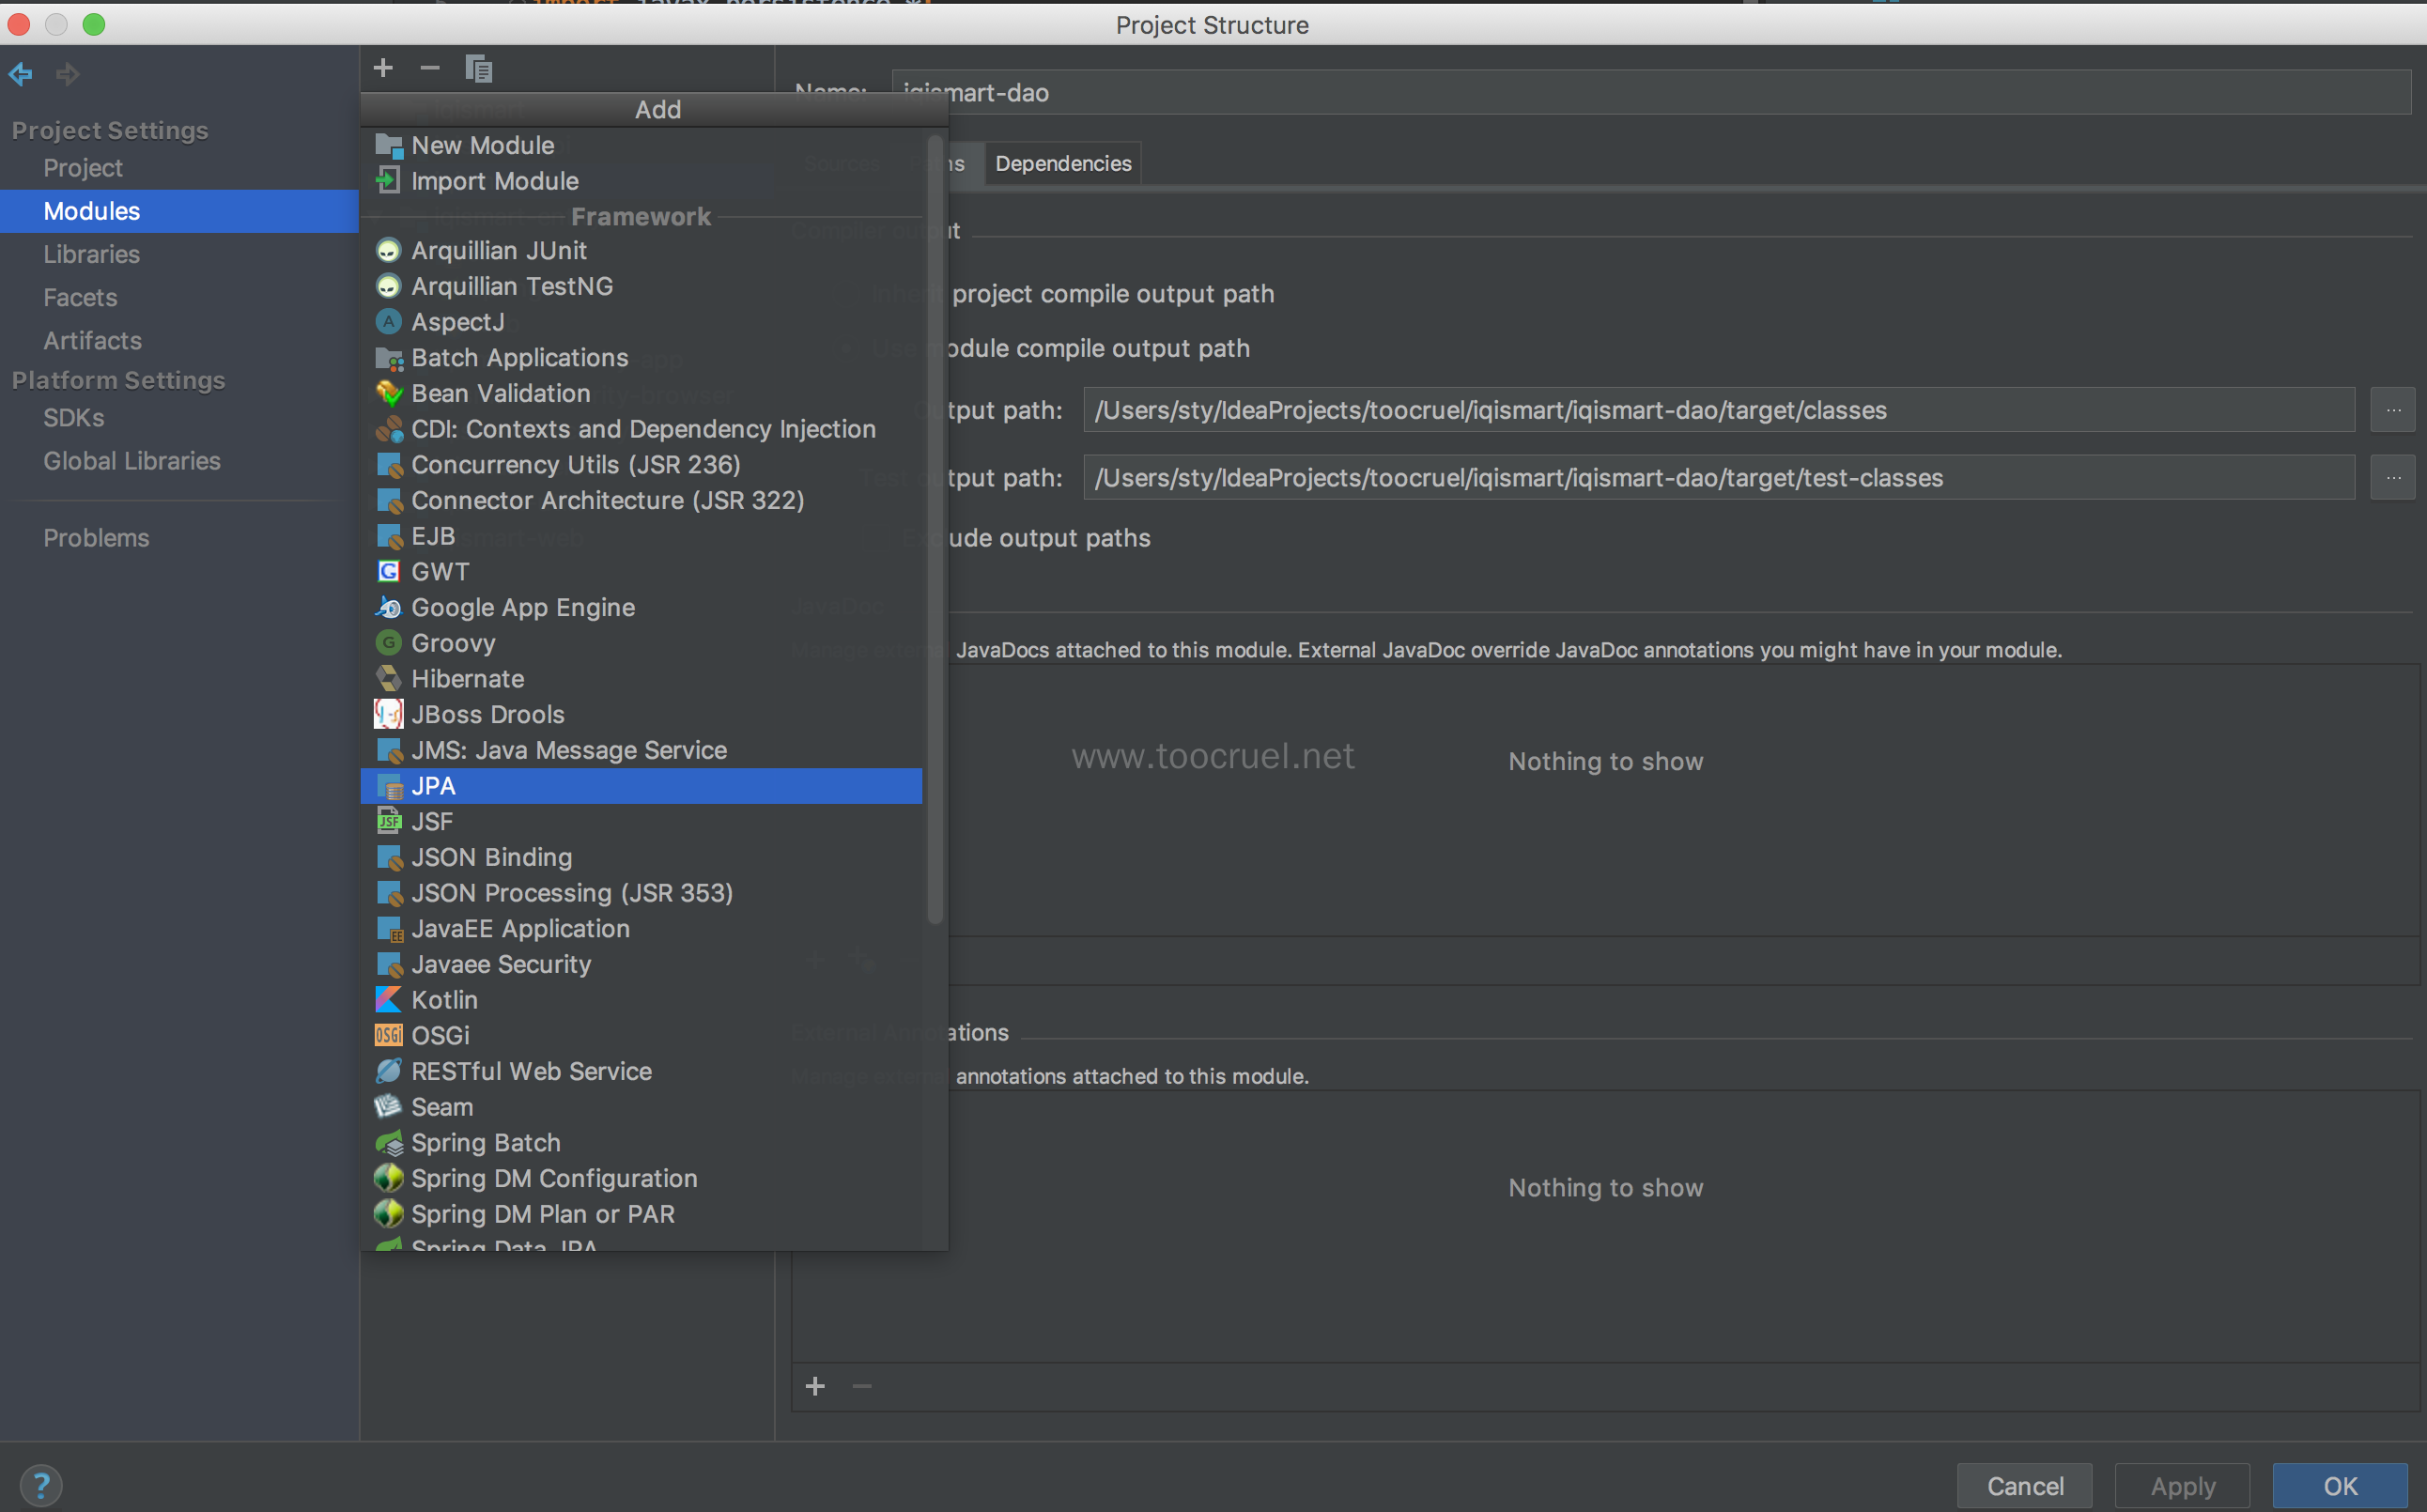 Project Structure
Project Settings
Project
Modules
Libraries
Facets
Artifacts
Platform Settings
SDKs
Global Libraries
Problems
Add
New Module
Import Module
Framework
Arquillian JUnit
Arquillian TestNG
AspectJ
Batch Applications
Bean Validation
CDI: Contexts and Dependency Injection
Concurrency Utils (JSR 236)
Connector Architecture (JSR 322)
EJB
GWT
Google App Engine
Groovy
Hibernate
JBoss Drools
JMS: Java Message Service
JPA
JSF
JSON Binding
JSON Processing (JSR 353)
JavaEE Application
Javaee Security
Kotlin
OSGi
RESTful Web Service
Seam
Spring Batch
Spring DM Configuration
Spring DM Plan or PAR
Spring Data JPA
Name: iqismart-dao
Sources Paths Dependencies
Compiler output
Inherit project compile output path
Use module compile output path
Output path: /Users/sty/IdeaProjects/toocruel/iqismart/iqismart-dao/target/classes ...
Test output path: /Users/sty/IdeaProjects/toocruel/iqismart/iqismart-dao/target/test-classes ...
Exclude output paths
JavaDoc
Manage external JavaDocs attached to this module. External JavaDoc override JavaDoc annotations you might have in your module.
www.toocruel.net
Nothing to show
External Annotations
Manage external annotations attached to this module.
Nothing to show
?
Cancel
Apply
OK